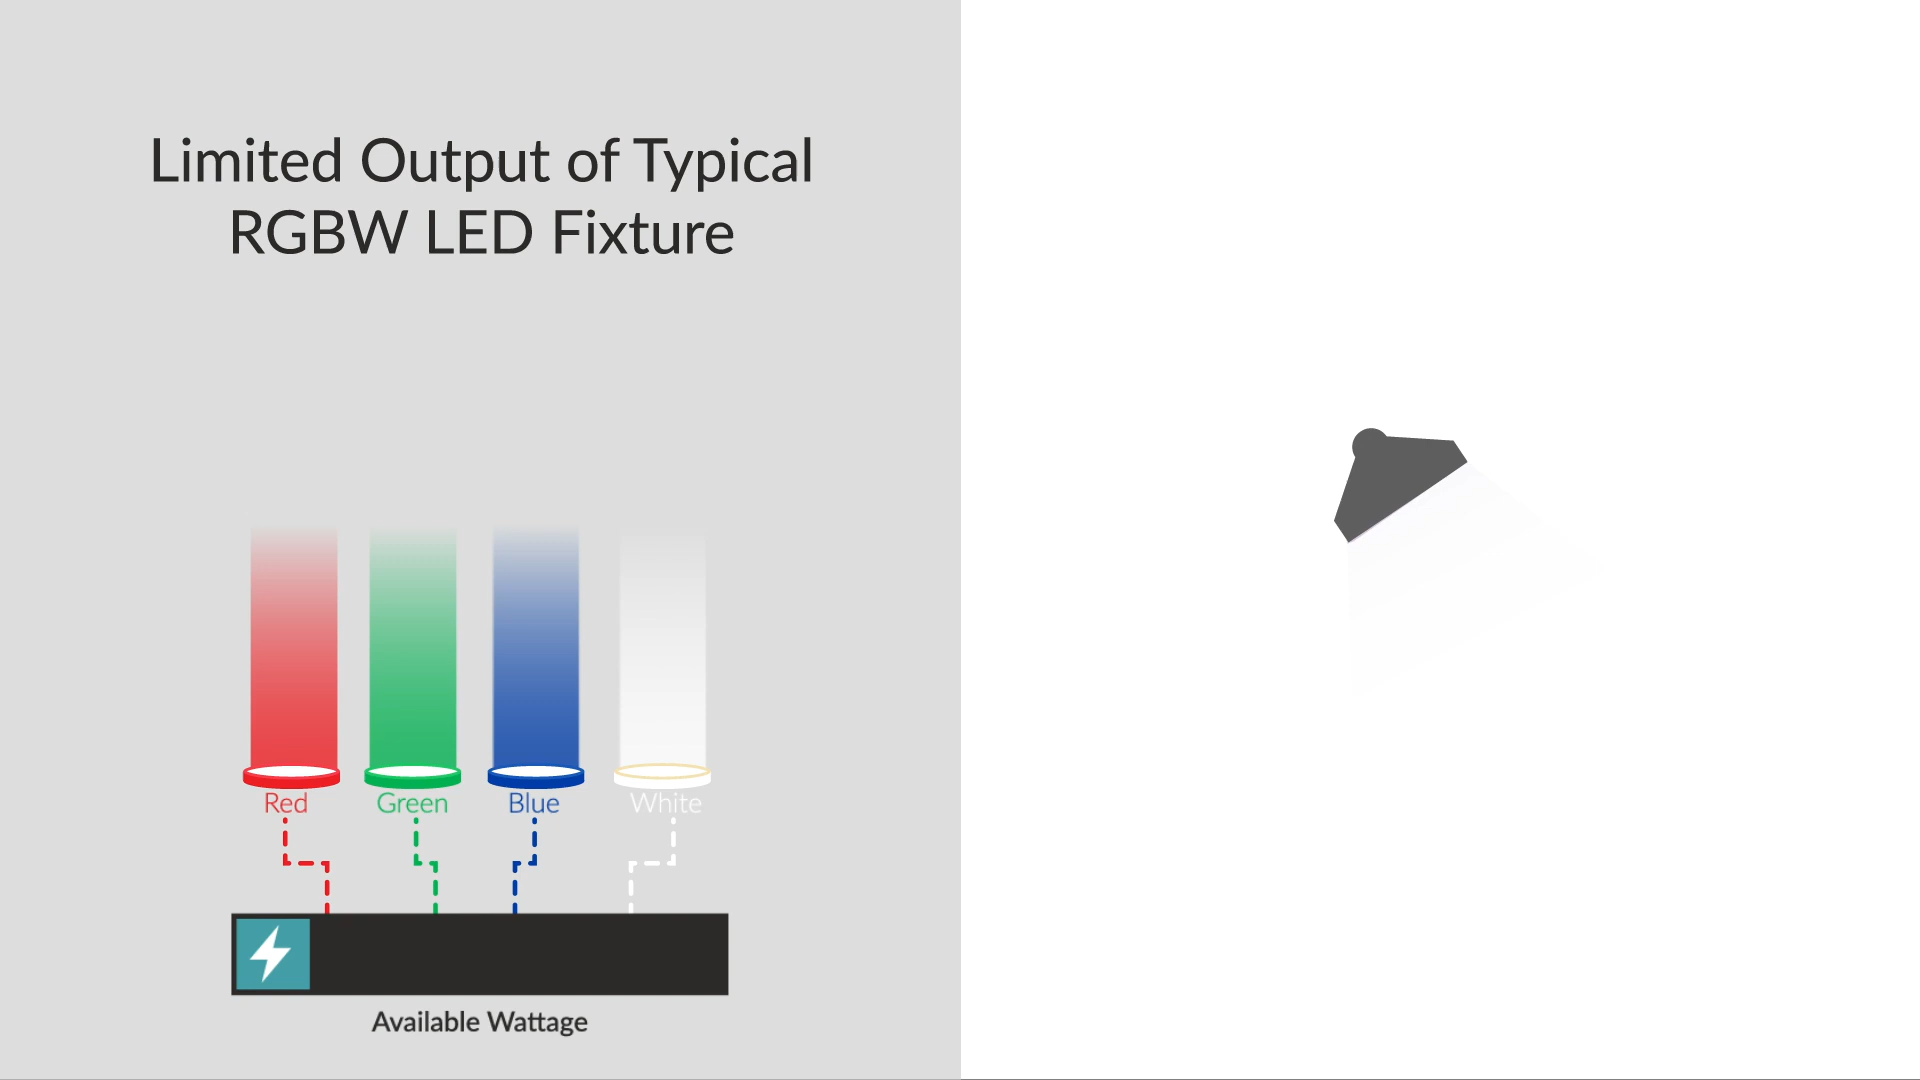 Limited Output of Typical
RGBW LED Fixture
Red Green Blue White
Available Wattage